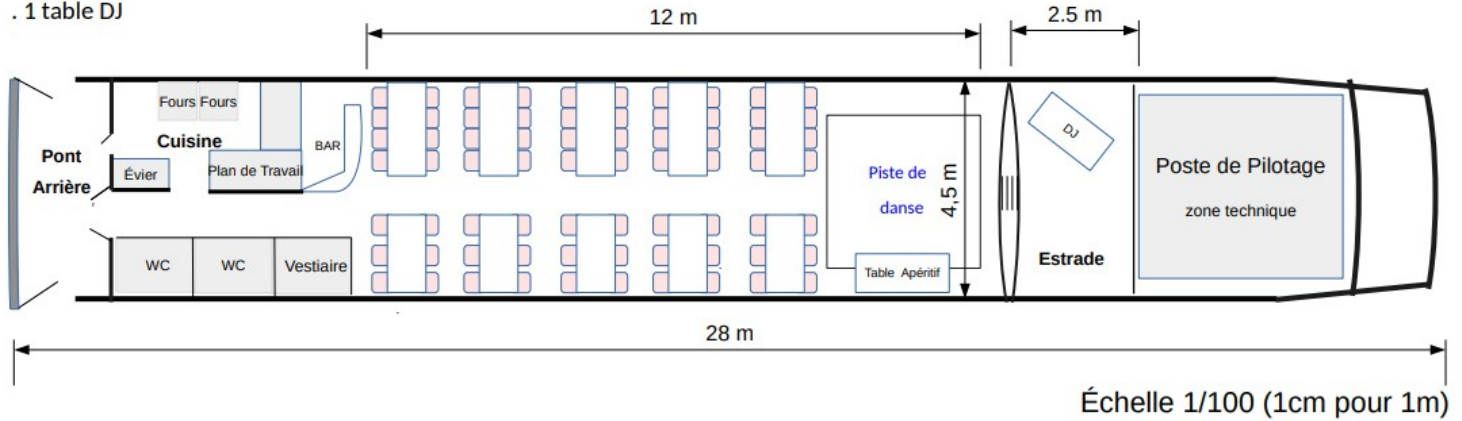 . 1 table DJ
12 m
2.5 m
Fours
Fours
Cuisine
BAR
Pont
Arrière
Évier
Plan de Travail
DJ
Piste de
danse
4,5 m
Poste de Pilotage
zone technique
WC
WC
Vestiaire
Table Apéritif
Estrade
28 m
Échelle 1/100 (1cm pour 1m)